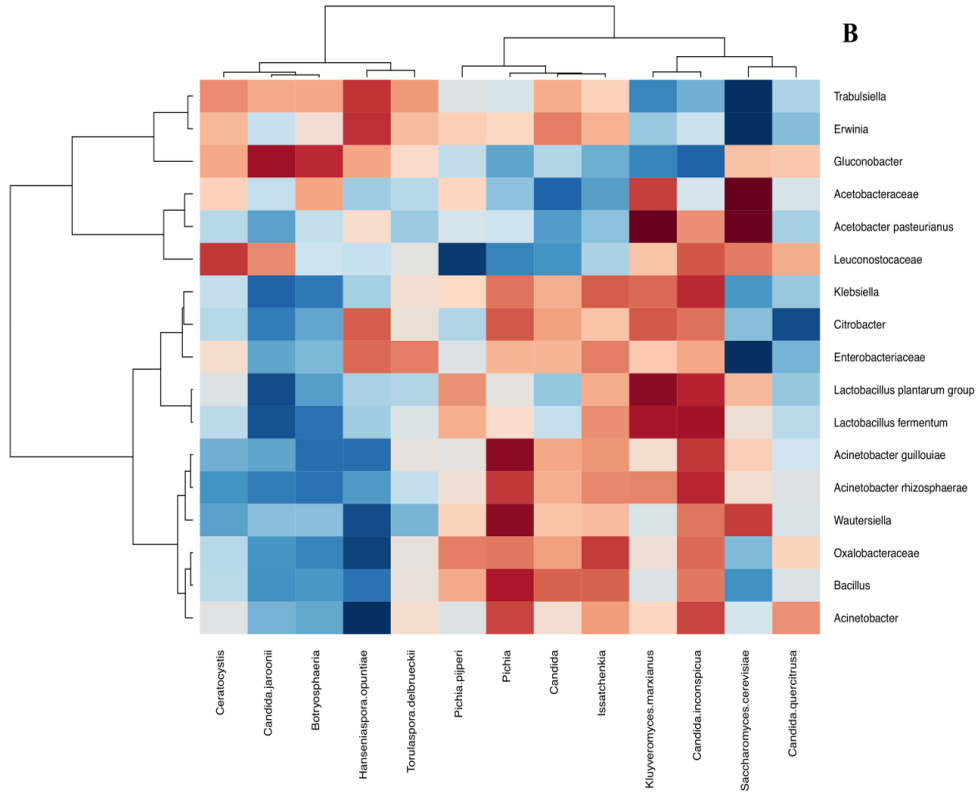 B
Trabulsiella
Erwinia
Gluconobacter
Acetobacteraceae
Acetobacter pasteurianus
Leuconostocaceae
Klebsiella
Citrobacter
Enterobacteriaceae
Lactobacillus plantarum group
Lactobacillus fermentum
Acinetobacter guillouiae
Acinetobacter rhizosphaerae
Wautersiella
Oxalobacteraceae
Bacillus
Acinetobacter
Ceratocystis
Candida.jaroonii
Botryosphaeria
Hanseniaspora.opuntiae
Torulaspora.delbrueckii
Pichia.pijperi
Pichia
Candida
Issatchenkia
Kluyveromyces.marxianus
Candida.inconspicua
Saccharomyces.cerevisiae
Candida.quercitrusa